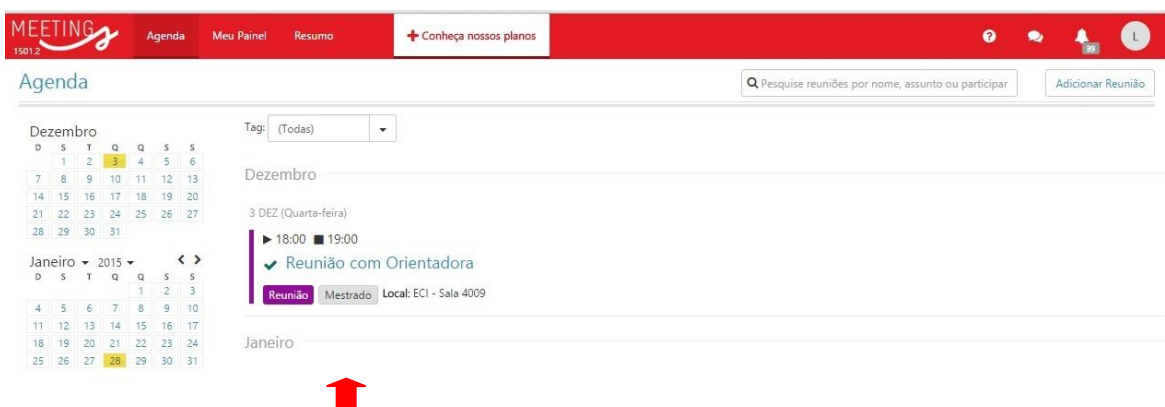 MEETINGs
1501.2
Agenda
Meu Painel
Resumo
Conheça nossos planos
39
L
Agenda
Pesquise reuniões por nome, assunto ou participar
Adicionar Reunião
Dezembro
D S T Q Q S S
1 2 3 4 5 6
7 8 9 10 11 12 13
14 15 16 17 18 19 20
21 22 23 24 25 26 27
28 29 30 31
Janeiro 2015
D S T Q Q S S
1 2 3
4 5 6 7 8 9 10
11 12 13 14 15 16 17
18 19 20 21 22 23 24
25 26 27 28 29 30 31
Tag: (Todas)
Dezembro
3 DEZ (Quarta-feira)
18:00 19:00
Reunião com Orientadora
Reunião Mestrado Local: ECI - Sala 4009
Janeiro